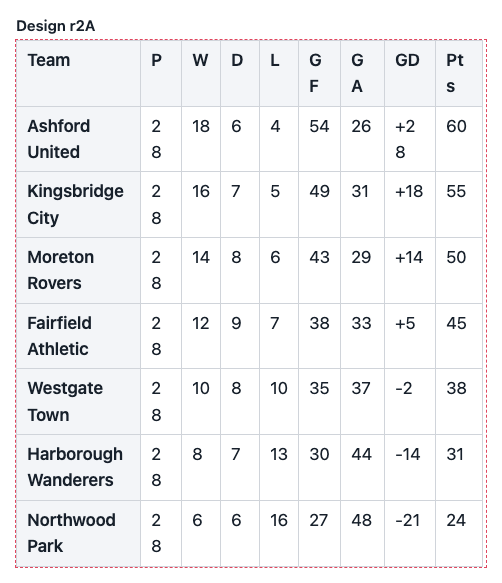 Design r2A
Team P W D L G G GD Pt
F A s
Ashford 2 18 6 4 54 26 +2 60
United 8 8
Kingsbridge 2 16 7 5 49 31 +18 55
City 8
Moreton 2 14 8 6 43 29 +14 50
Rovers 8
Fairfield 2 12 9 7 38 33 +5 45
Athletic 8
Westgate 2 10 8 10 35 37 -2 38
Town 8
Harborough 2 8 7 13 30 44 -14 31
Wanderers 8
Northwood 2 6 6 16 27 48 -21 24
Park 8